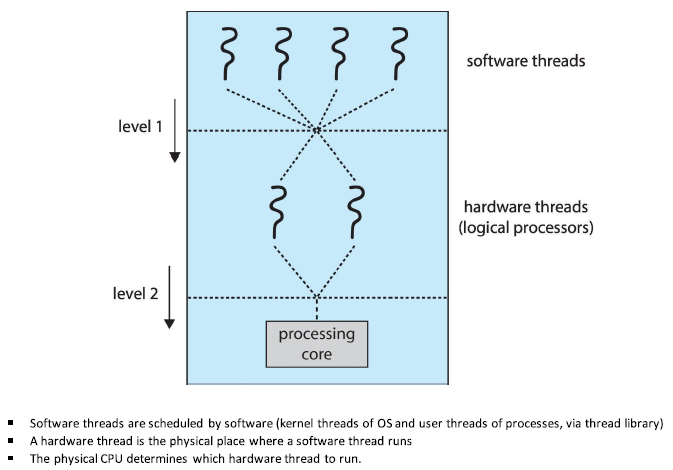 software threads
level 1
hardware threads
(logical processors)
level 2
processing
core
▪ Software threads are scheduled by software (kernel threads of OS and user threads of processes, via thread library)
▪ A hardware thread is the physical place where a software thread runs
▪ The physical CPU determines which hardware thread to run.